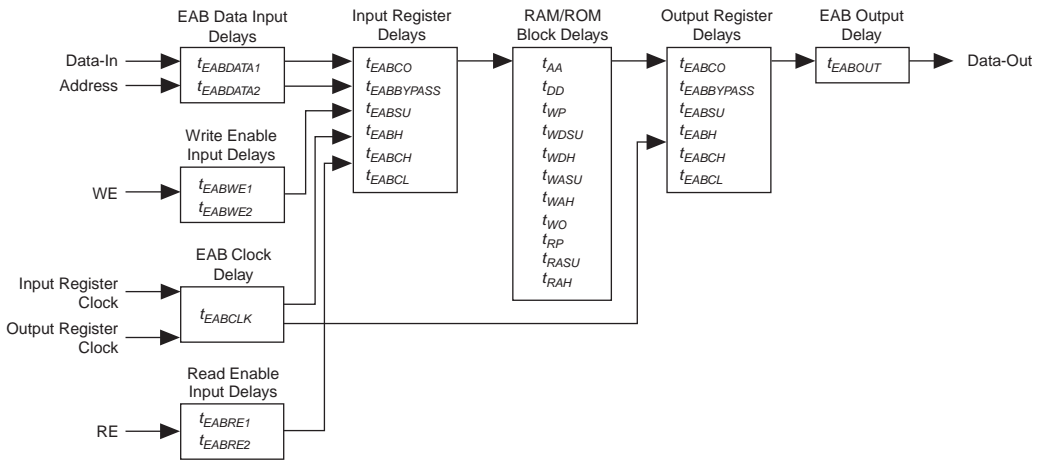 EAB Data Input
Delays
Data-In
Address
tEABDATA1
tEABDATA2
Write Enable
Input Delays
WE
tEABWE1
tEABWE2
EAB Clock
Delay
Input Register
Clock
Output Register
Clock
tEABCLK
Read Enable
Input Delays
RE
tEABRE1
tEABRE2
Input Register
Delays
tEABCO
tEABBYPASS
tEABSU
tEABH
tEABCH
tEABCL
RAM/ROM
Block Delays
tAA
tDD
tWP
tWDSU
tWDH
tWASU
tWAH
tWO
tRP
tRASU
tRAH
Output Register
Delays
tEABCO
tEABBYPASS
tEABSU
tEABH
tEABCH
tEABCL
EAB Output
Delay
tEABOUT
Data-Out